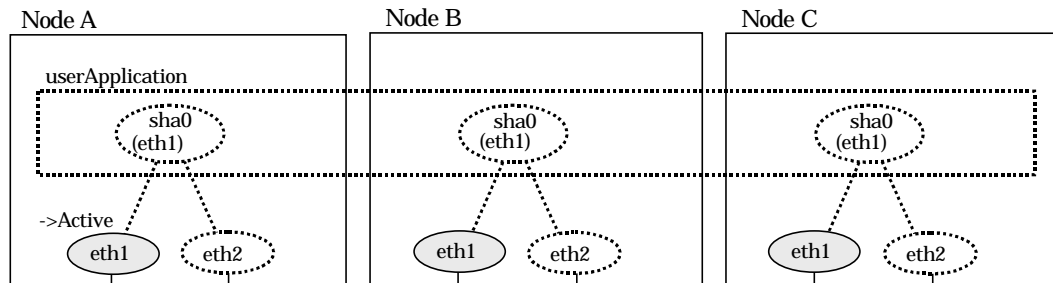 Node A
Node B
Node C
userApplication
sha0
(eth1)
sha0
(eth1)
sha0
(eth1)
->Active
eth1
eth2
eth1
eth2
eth1
eth2